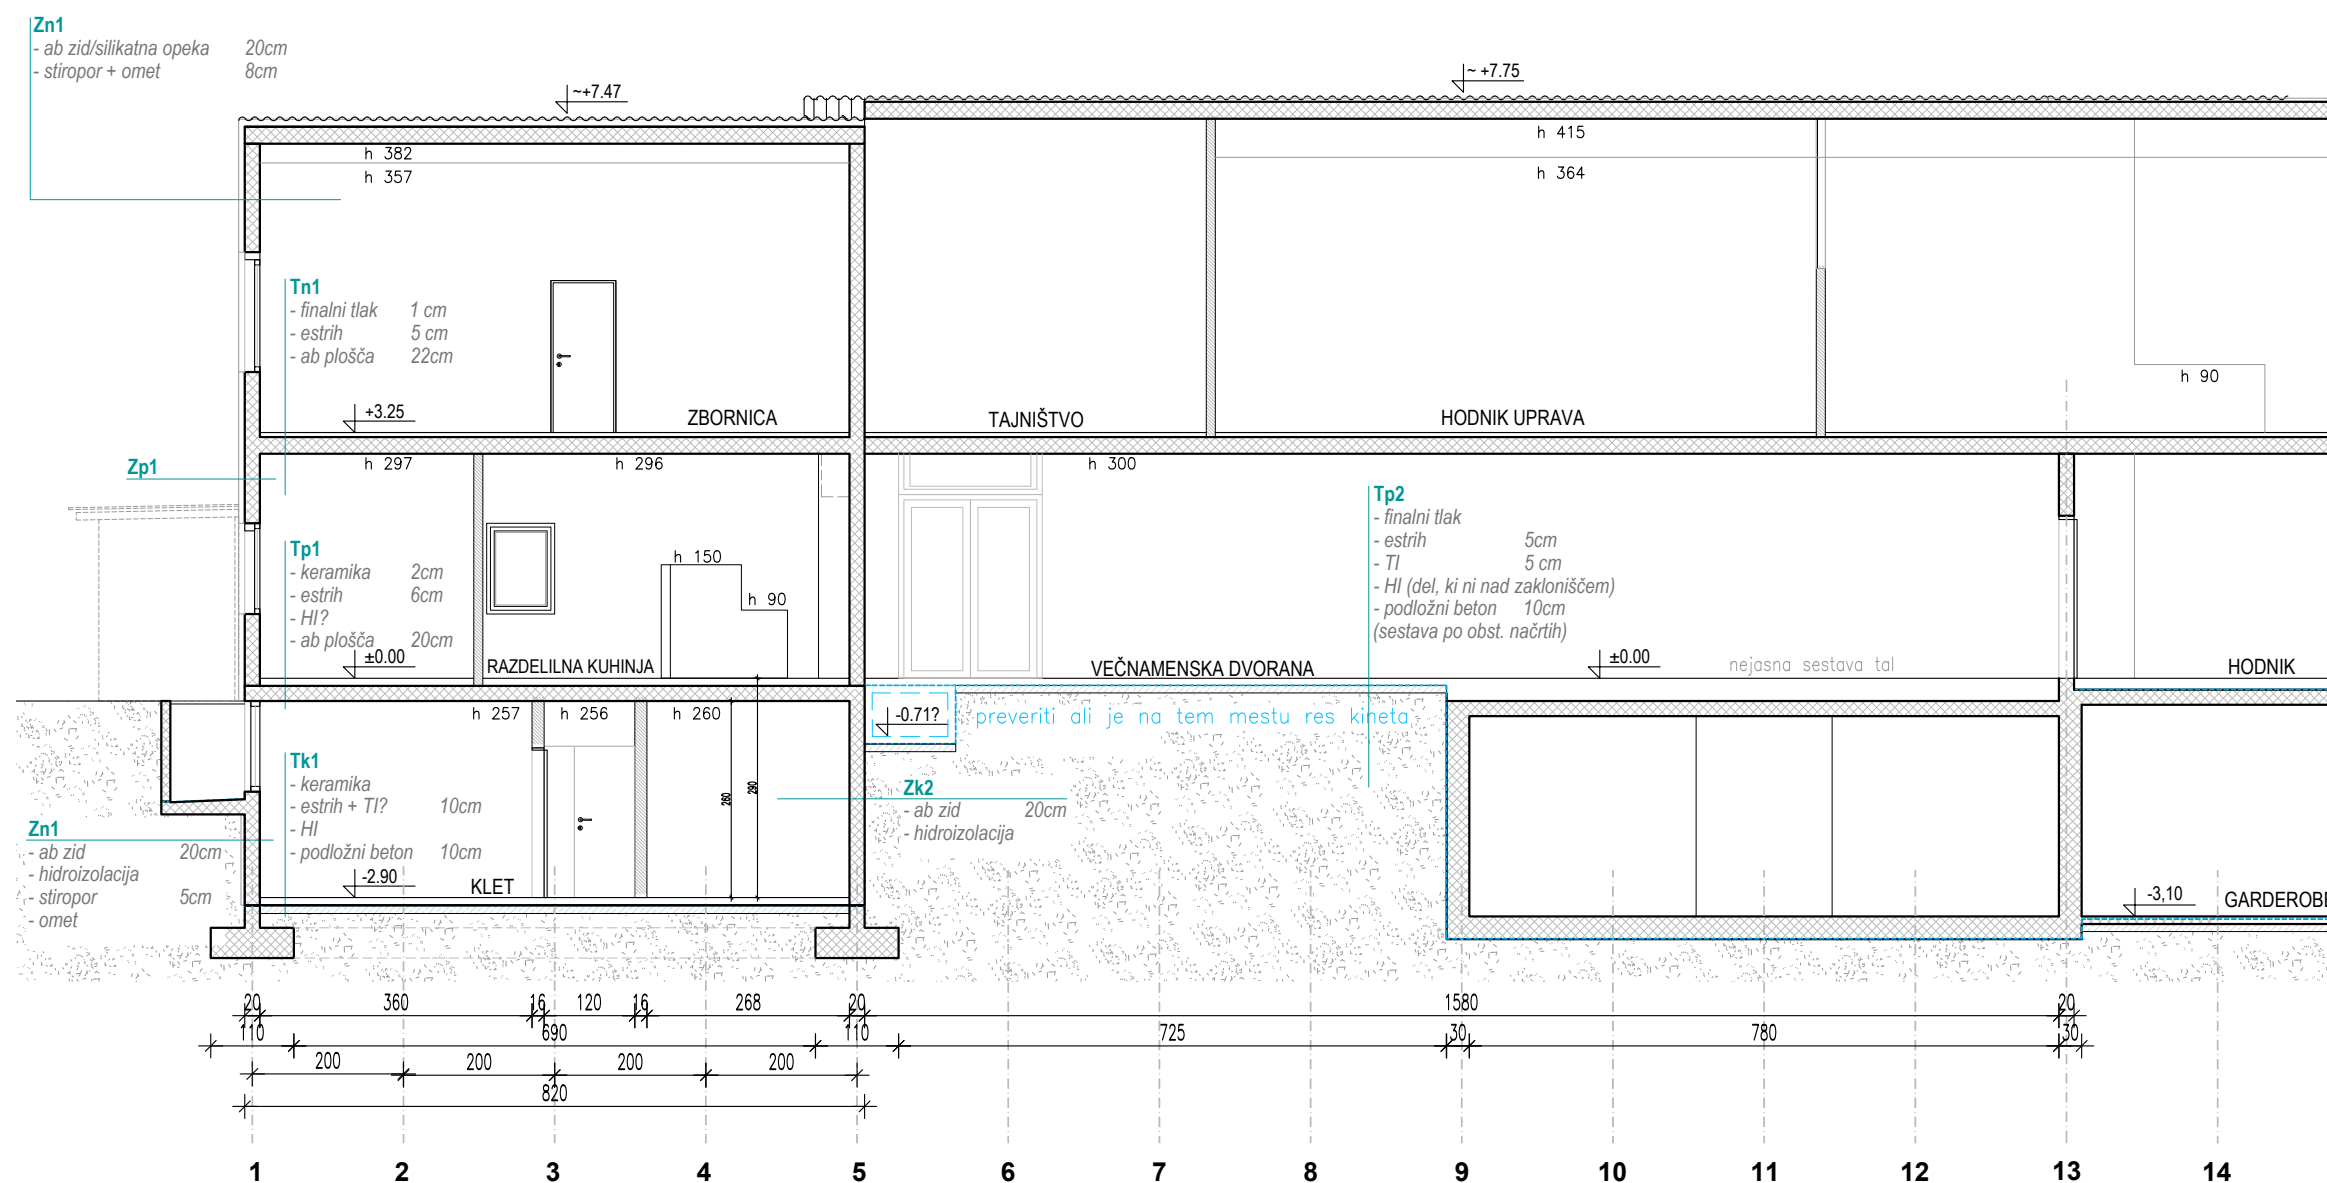 Zn1
- ab zid/silikatna opeka 20cm
- stiropor + omet 8cm
~+7.47
~ +7.75
h 382
h 357
h 415
h 364
Tn1
- finalni tlak 1 cm
- estrih 5 cm
- ab plošča 22cm
h 90
+3.25
ZBORNICA
TAJNIŠTVO
HODNIK UPRAVA
Zp1
h 297
h 296
h 300
Tp2
- finalni tlak
- estrih 5cm
- TI 5 cm
- HI (del, ki ni nad zakloniščem)
- podložni beton 10cm
(sestava po obst. načrtih)
Tp1
- keramika 2cm
- estrih 6cm
- HI?
- ab plošča 20cm
h 150
h 90
±0.00
RAZDELILNA KUHINJA
VEČNAMENSKA DVORANA
±0.00
nejasna sestava tal
HODNIK
h 257
h 256
h 260
-0.71?
preveriti ali je na tem mestu res kineta
Tk1
- keramika
- estrih + TI? 10cm
- HI
- podložni beton 10cm
260
290
Zk2
- ab zid 20cm
- hidroizolacija
Zn1
- ab zid 20cm
- hidroizolacija
- stiropor 5cm
- omet
-2.90
KLET
-3,10
GARDEROBE
20 360 16 120 16 268 20 1580 20
110 690 110 725 30 780 30
200 200 200 200
820
1 2 3 4 5 6 7 8 9 10 11 12 13 14